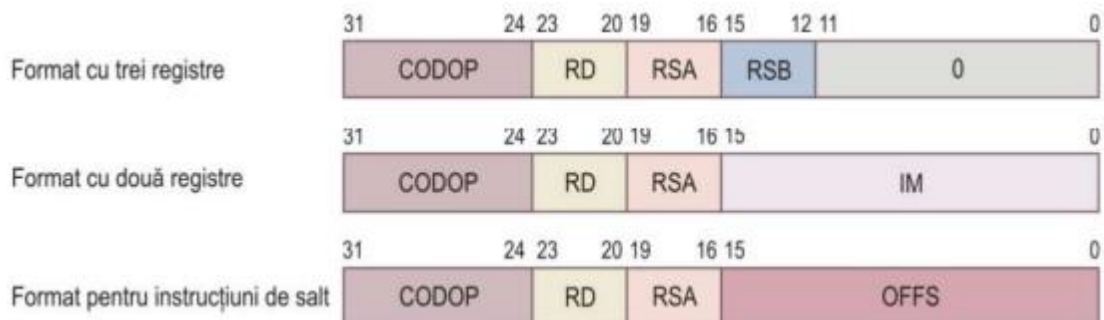 31 24 23 20 19 16 15 12 11 0
Format cu trei registre CODOP RD RSA RSB 0
31 24 23 20 19 16 15 0
Format cu două registre CODOP RD RSA IM
31 24 23 20 19 16 15 0
Format pentru instrucțiuni de salt CODOP RD RSA OFFS